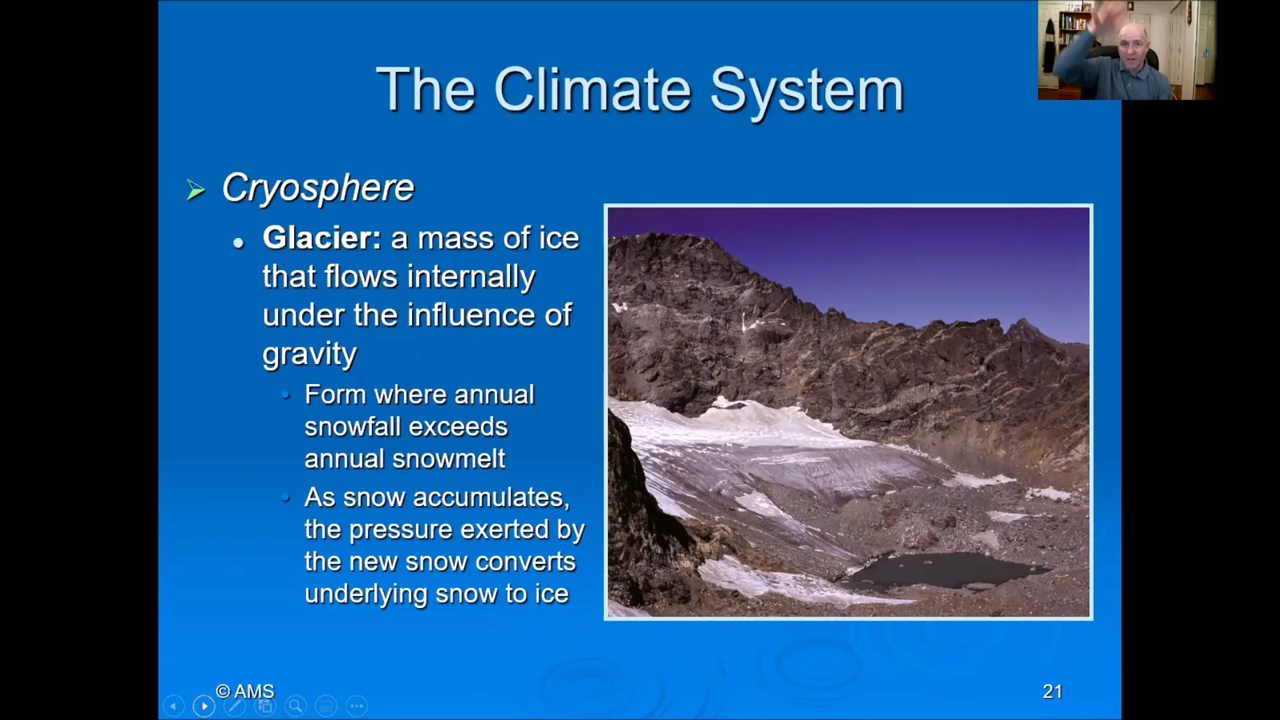 The Climate System
Cryosphere
Glacier: a mass of ice
that flows internally
under the influence of
gravity
Form where annual
snowfall exceeds
annual snowmelt
As snow accumulates,
the pressure exerted by
the new snow converts
underlying snow to ice
© AMS
21